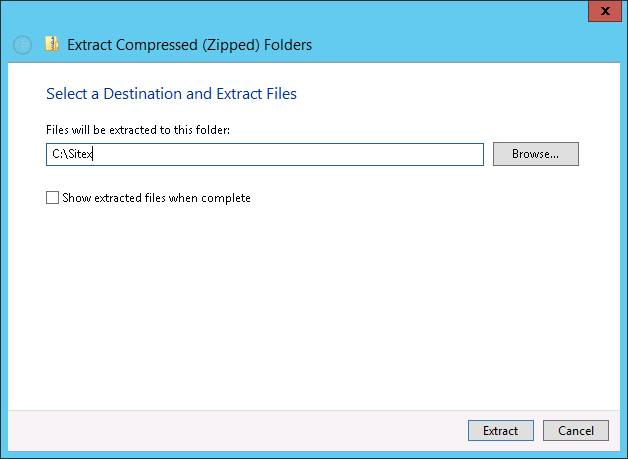 Extract Compressed (Zipped) Folders
Select a Destination and Extract Files
Files will be extracted to this folder:
C:\Sitex
Browse...
Show extracted files when complete
Extract
Cancel